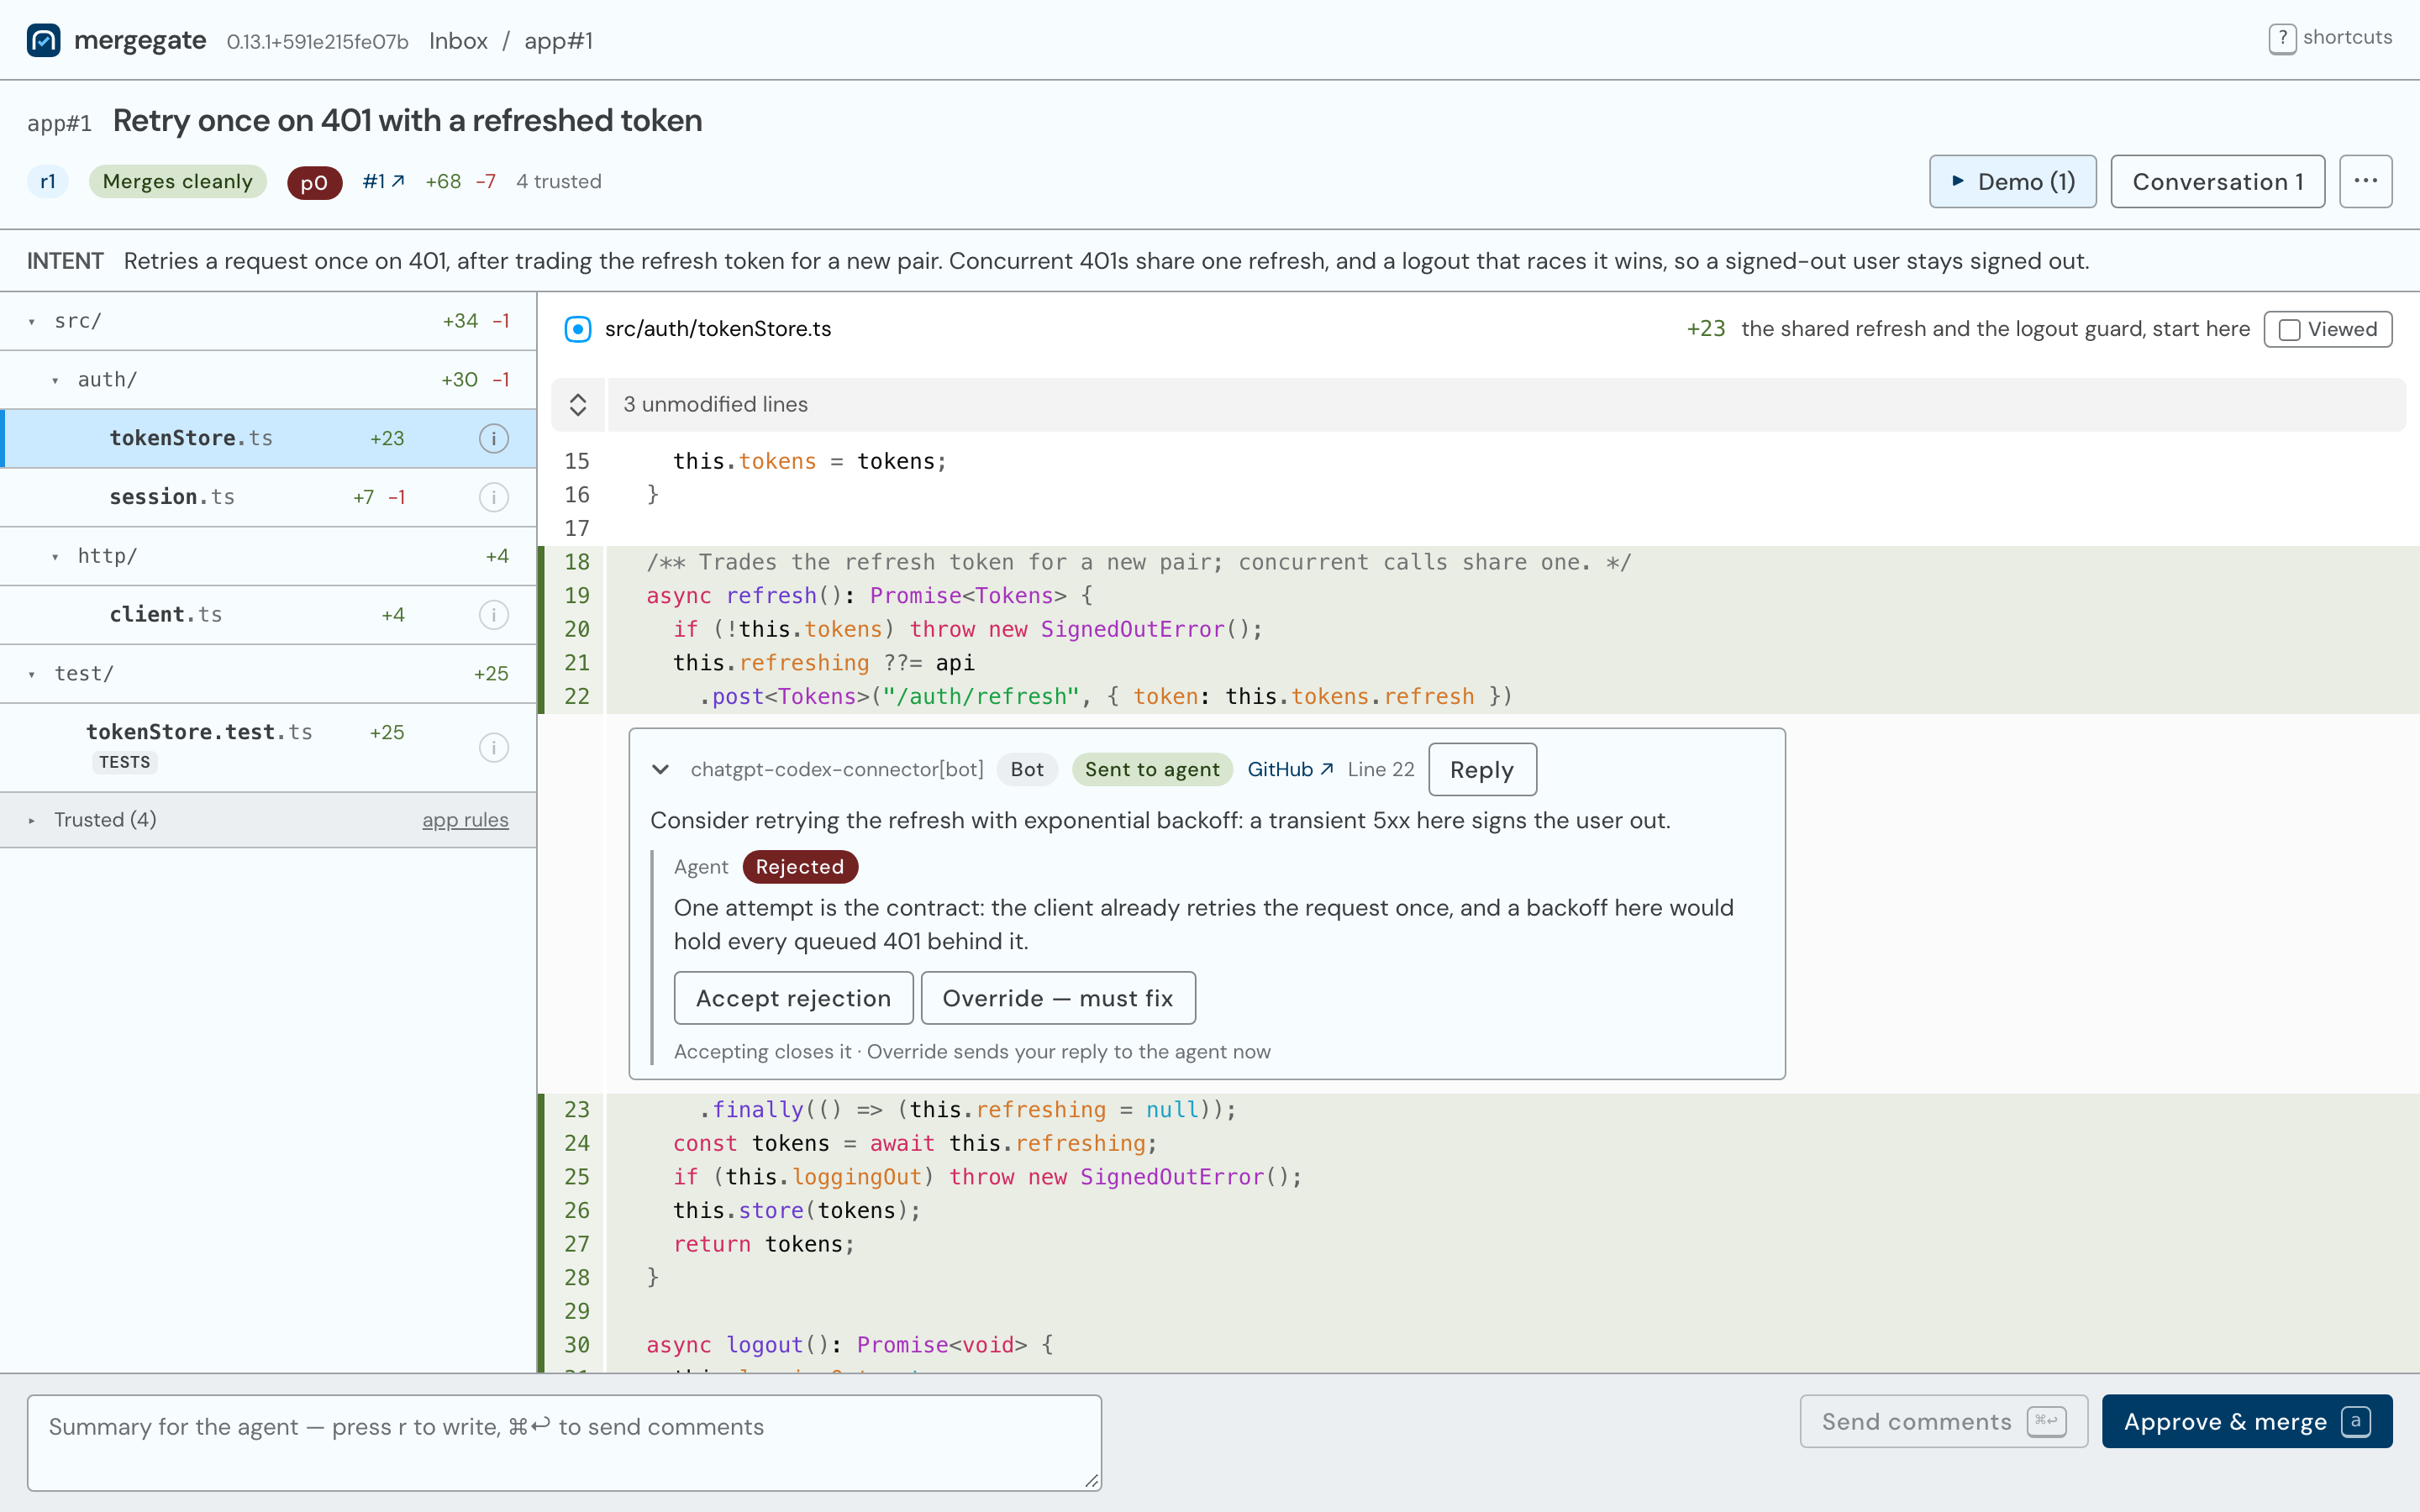 mergegate 0.13.1+591e215fe07b Inbox / app#1
? shortcuts
app#1 Retry once on 401 with a refreshed token
r1 Merges cleanly p0 #1 ↗ +68 -7 4 trusted
▶ Demo (1) Conversation 1 ···
INTENT Retries a request once on 401, after trading the refresh token for a new pair. Concurrent 401s share one refresh, and a logout that races it wins, so a signed-out user stays signed out.
src/ +34 -1
auth/ +30 -1
tokenStore.ts +23 i
session.ts +7 -1 i
http/ +4
client.ts +4 i
test/ +25
tokenStore.test.ts +25 i
TESTS
Trusted (4) app rules
src/auth/tokenStore.ts +23 the shared refresh and the logout guard, start here Viewed
3 unmodified lines
15 this.tokens = tokens;
16 }
17
18 /** Trades the refresh token for a new pair; concurrent calls share one. */
19 async refresh(): Promise<Tokens> {
20 if (!this.tokens) throw new SignedOutError();
21 this.refreshing ??= api
22 .post<Tokens>("/auth/refresh", { token: this.tokens.refresh })
chatgpt-codex-connector[bot] Bot Sent to agent GitHub ↗ Line 22 Reply
Consider retrying the refresh with exponential backoff: a transient 5xx here signs the user out.
Agent Rejected
One attempt is the contract: the client already retries the request once, and a backoff here would
hold every queued 401 behind it.
Accept rejection Override — must fix
Accepting closes it · Override sends your reply to the agent now
23 .finally(() => (this.refreshing = null));
24 const tokens = await this.refreshing;
25 if (this.loggingOut) throw new SignedOutError();
26 this.store(tokens);
27 return tokens;
28 }
29
30 async logout(): Promise<void> {
Summary for the agent — press r to write, ⌘↩ to send comments
Send comments ⌘↩ Approve & merge a